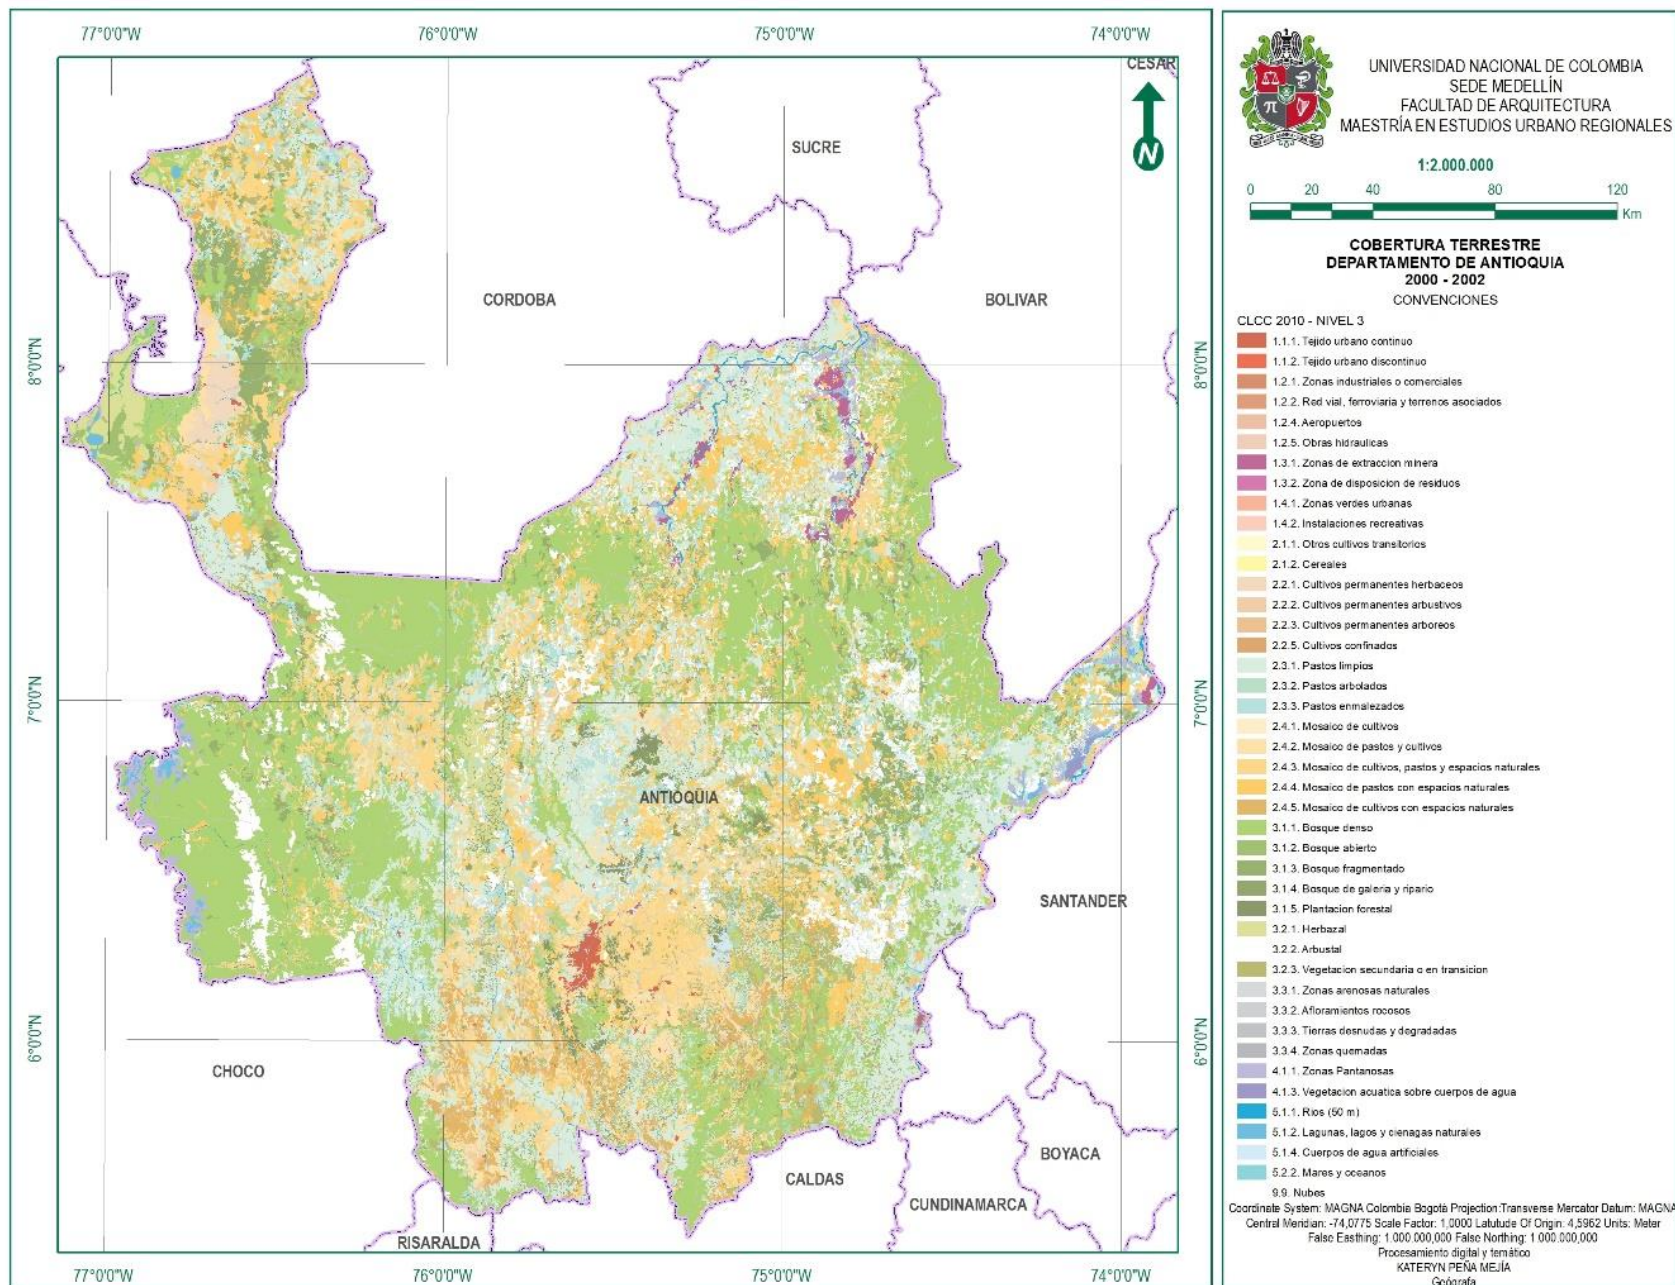 77°0'0"W 76°0'0"W 75°0'0"W 74°0'0"W
CESAR
N
SUCRE
CORDOBA
BOLIVAR
8°0'0"N
8°0'0"N
7°0'0"N
7°0'0"N
ANTIOQUIA
SANTANDER
6°0'0"N
6°0'0"N
CHOCO
BOYACA
CALDAS
CUNDINAMARCA
RISARALDA
77°0'0"W 76°0'0"W 75°0'0"W 74°0'0"W
UNIVERSIDAD NACIONAL DE COLOMBIA
SEDE MEDELLÍN
FACULTAD DE ARQUITECTURA
MAESTRÍA EN ESTUDIOS URBANO REGIONALES
1:2.000.000
0 20 40 80 120
Km
COBERTURA TERRESTRE
DEPARTAMENTO DE ANTIOQUIA
2000 - 2002
CONVENCIONES
CLCC 2010 - NIVEL 3
1.1.1. Tejido urbano continuo
1.1.2. Tejido urbano discontinuo
1.2.1. Zonas industriales o comerciales
1.2.2. Red vial, ferroviaria y terrenos asociados
1.2.4. Aeropuertos
1.2.5. Obras hidraulicas
1.3.1. Zonas de extraccion minera
1.3.2. Zona de disposicion de residuos
1.4.1. Zonas verdes urbanas
1.4.2. Instalaciones recreativas
2.1.1. Otros cultivos transitorios
2.1.2. Cereales
2.2.1. Cultivos permanentes herbaceos
2.2.2. Cultivos permanentes arbustivos
2.2.3. Cultivos permanentes arboreos
2.2.5. Cultivos confinados
2.3.1. Pastos limpios
2.3.2. Pastos arbolados
2.3.3. Pastos enmalezados
2.4.1. Mosaico de cultivos
2.4.2. Mosaico de pastos y cultivos
2.4.3. Mosaico de cultivos, pastos y espacios naturales
2.4.4. Mosaico de pastos con espacios naturales
2.4.5. Mosaico de cultivos con espacios naturales
3.1.1. Bosque denso
3.1.2. Bosque abierto
3.1.3. Bosque fragmentado
3.1.4. Bosque de galeria y ripario
3.1.5. Plantacion forestal
3.2.1. Herbazal
3.2.2. Arbustal
3.2.3. Vegetacion secundaria o en transicion
3.3.1. Zonas arenosas naturales
3.3.2. Afloramientos rocosos
3.3.3. Tierras desnudas y degradadas
3.3.4. Zonas quemadas
4.1.1. Zonas Pantanosas
4.1.3. Vegetacion acuatica sobre cuerpos de agua
5.1.1. Rios (50 m)
5.1.2. Lagunas, lagos y cienagas naturales
5.1.4. Cuerpos de agua artificiales
5.2.2. Mares y oceanos
9.9. Nubes
Coordinate System: MAGNA Colombia Bogotá Projection:Transverse Mercator Datum: MAGNA
Central Meridian: -74,0775 Scale Factor: 1,0000 Latutude Of Origin: 4,5962 Units: Meter
False Easthing: 1.000.000,000 False Northing: 1.000.000,000
Procesamiento digital y temático
KATERYN PEÑA MEJÍA
Geógrafa